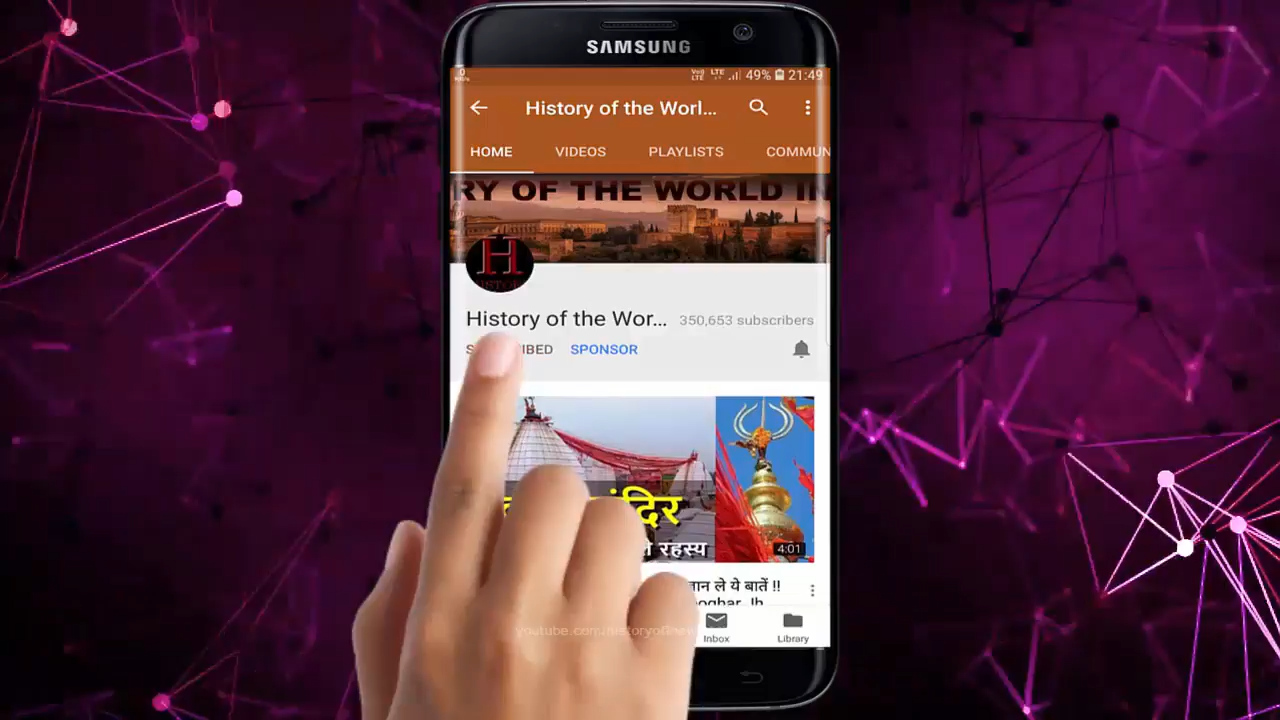 SAMSUNG
49% 21:49
History of the Worl...
HOME VIDEOS PLAYLISTS COMMUN
RY OF THE WORLD IN
H
History of the Wor... 350,653 subscribers
SPONSOR
रहस्य
4:01
जान ले ये बातें !!
Inbox Library